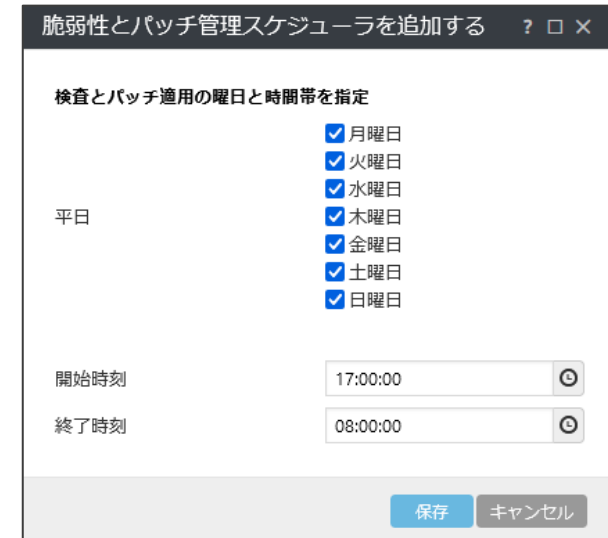 脆弱性とパッチ管理スケジューラを追加する ? □ ×
検査とパッチ適用の曜日と時間帯を指定
平日
月曜日
火曜日
水曜日
木曜日
金曜日
土曜日
日曜日
開始時刻 17:00:00
終了時刻 08:00:00
保存 キャンセル